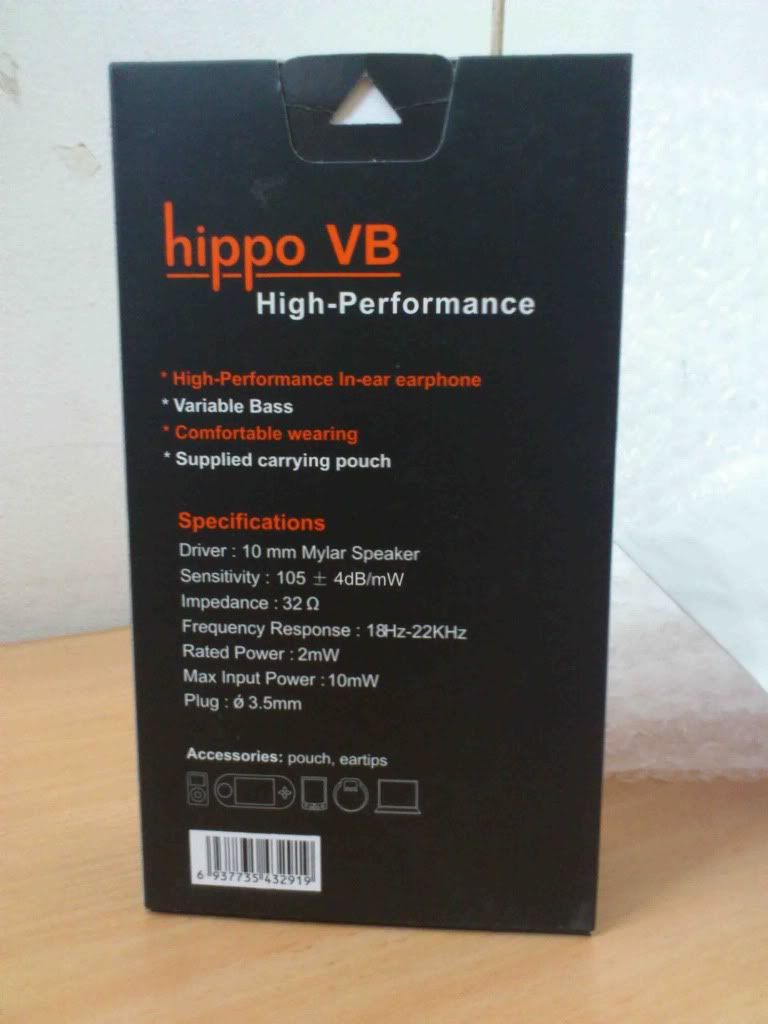 hippo VB
High-Performance
* High-Performance In-ear earphone
* Variable Bass
* Comfortable wearing
* Supplied carrying pouch
Specifications
Driver : 10 mm Mylar Speaker
Sensitivity : 105 ± 4dB/mW
Impedance : 32 Ω
Frequency Response : 18Hz-22KHz
Rated Power : 2mW
Max Input Power : 10mW
Plug : ǿ 3.5mm
Accessories: pouch, eartips
6 937735 432919